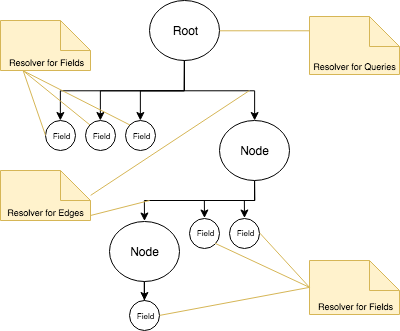 Root
Resolver for Fields
Resolver for Queries
Field
Field
Field
Node
Resolver for Edges
Field
Field
Node
Resolver for Fields
Field